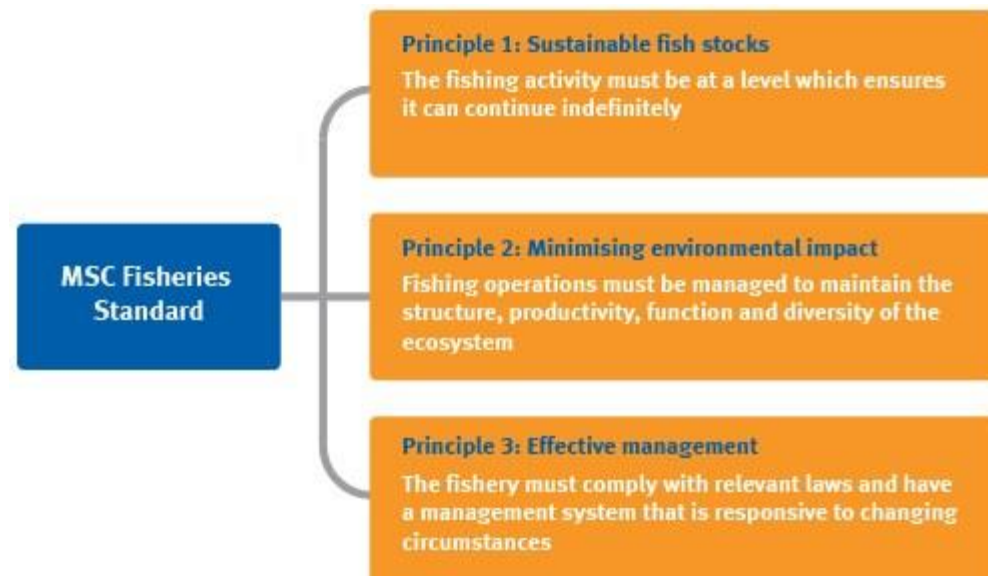 MSC Fisheries
Standard
Principle 1: Sustainable fish stocks
The fishing activity must be at a level which ensures
it can continue indefinitely
Principle 2: Minimising environmental impact
Fishing operations must be managed to maintain the
structure, productivity, function and diversity of the
ecosystem
Principle 3: Effective management
The fishery must comply with relevant laws and have
a management system that is responsive to changing
circumstances